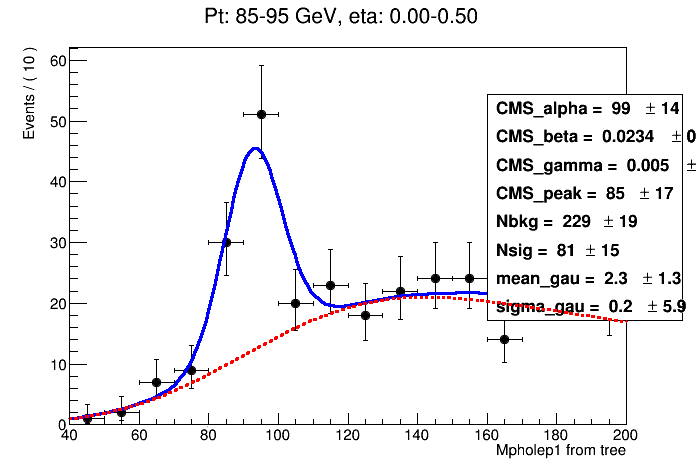 Pt: 85-95 GeV, eta: 0.00-0.50
Events / ( 10 )
60
50
40
30
20
10
0
CMS_alpha = 99 ± 14
CMS_beta = 0.0234 ± 0
CMS_gamma = 0.005 ±
CMS_peak = 85 ± 17
Nbkg = 229 ± 19
Nsig = 81 ± 15
mean_gau = 2.3 ± 1.3
sigma_gau = 0.2 ± 5.9
40 60 80 100 120 140 160 180 200
Mpholep1 from tree